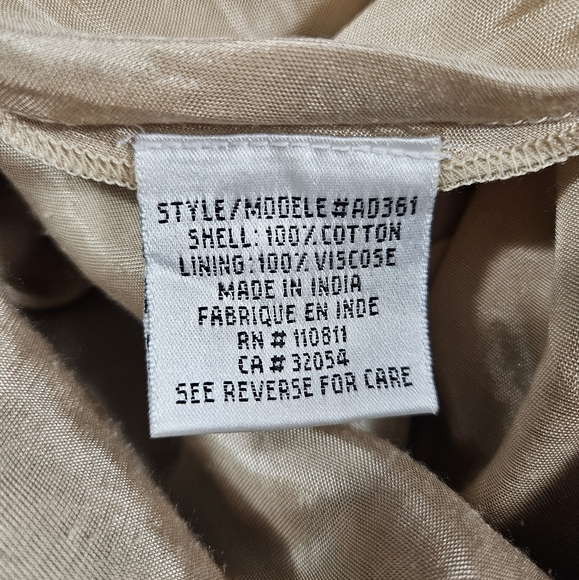 STYLE/MODELE#AD361
SHELL: 100% COTTON
LINING: 100% VISCOSE
MADE IN INDIA
FABRIQUE EN INDE
RN # 110811
CA # 32054
SEE REVERSE FOR CARE